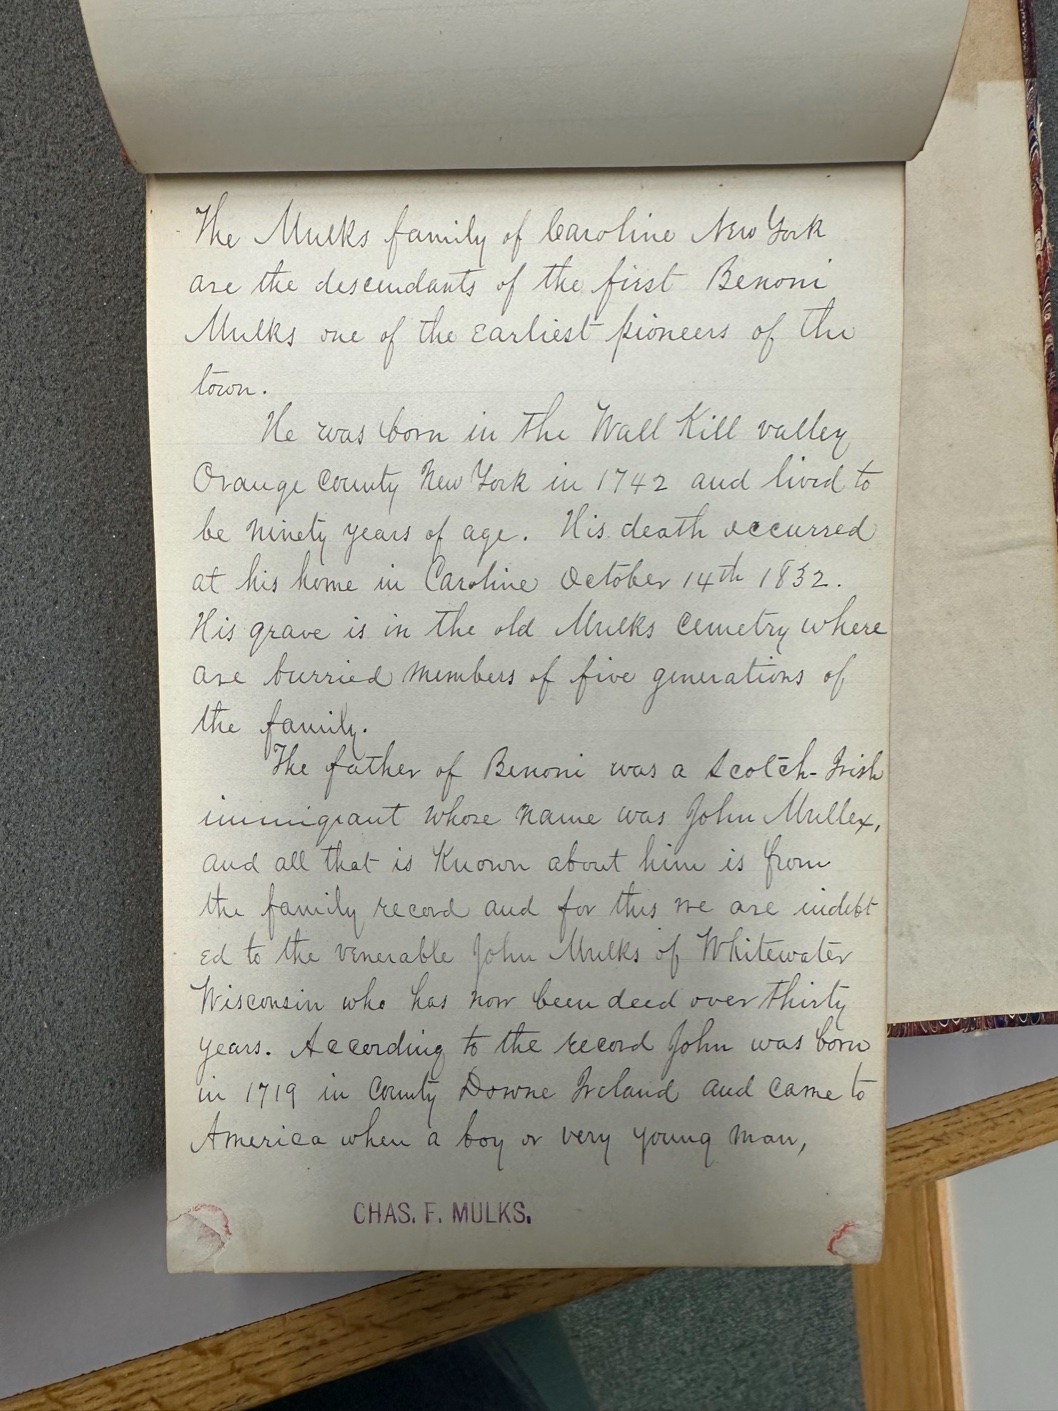 The Mulks family of Caroline New York
are the descendants of the first Benoni
Mulks one of the earliest pioneers of the
town.
He was born in the Wall Kill valley
Orange County New York in 1742 and lived to
be ninety years of age. His death occurred
at his home in Caroline October 14th 1832.
His grave is in the old Mulks cemetry where
are burried members of five generations of
the family.
The father of Benoni was a Scotch-Irish
immigrant whose name was John Mullex,
and all that is known about him is from
the family record and for this we are indebt
ed to the venerable John Mulks of Whitewater
Wisconsin who has now been deed over thirty
years. According to the record John was born
in 1719 in County Downe Ireland and came to
America when a boy or very young man,
CHAS. F. MULKS.